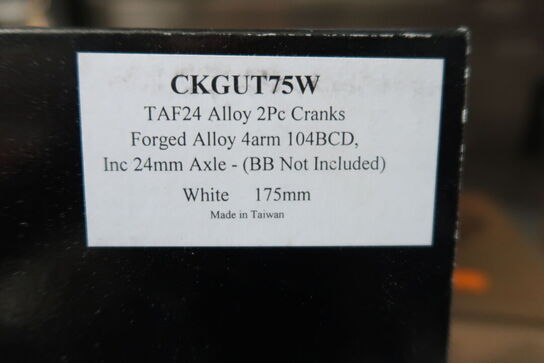 CKGUT75W
TAF24 Alloy 2Pc Cranks
Forged Alloy 4arm 104BCD,
Inc 24mm Axle - (BB Not Included)
White 175mm
Made in Taiwan